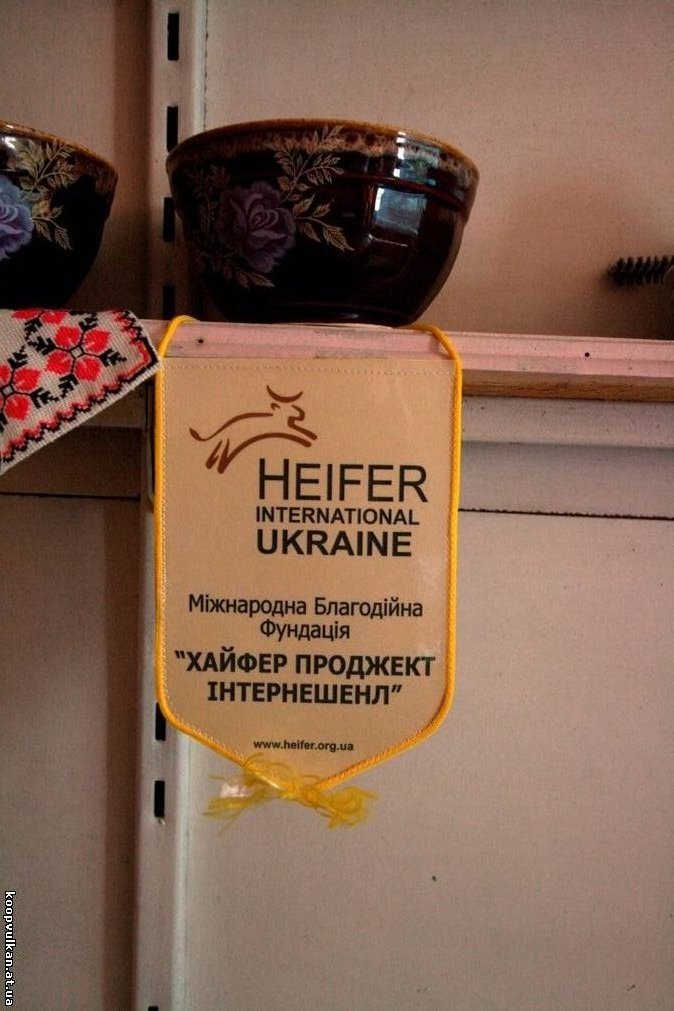 HEIFER
INTERNATIONAL
UKRAINE
Міжнародна Благодійна
Фундація
"ХАЙФЕР ПРОДЖЕКТ
ІНТЕРНЕШЕНЛ"
www.heifer.org.ua
koopvulkan.at.ua